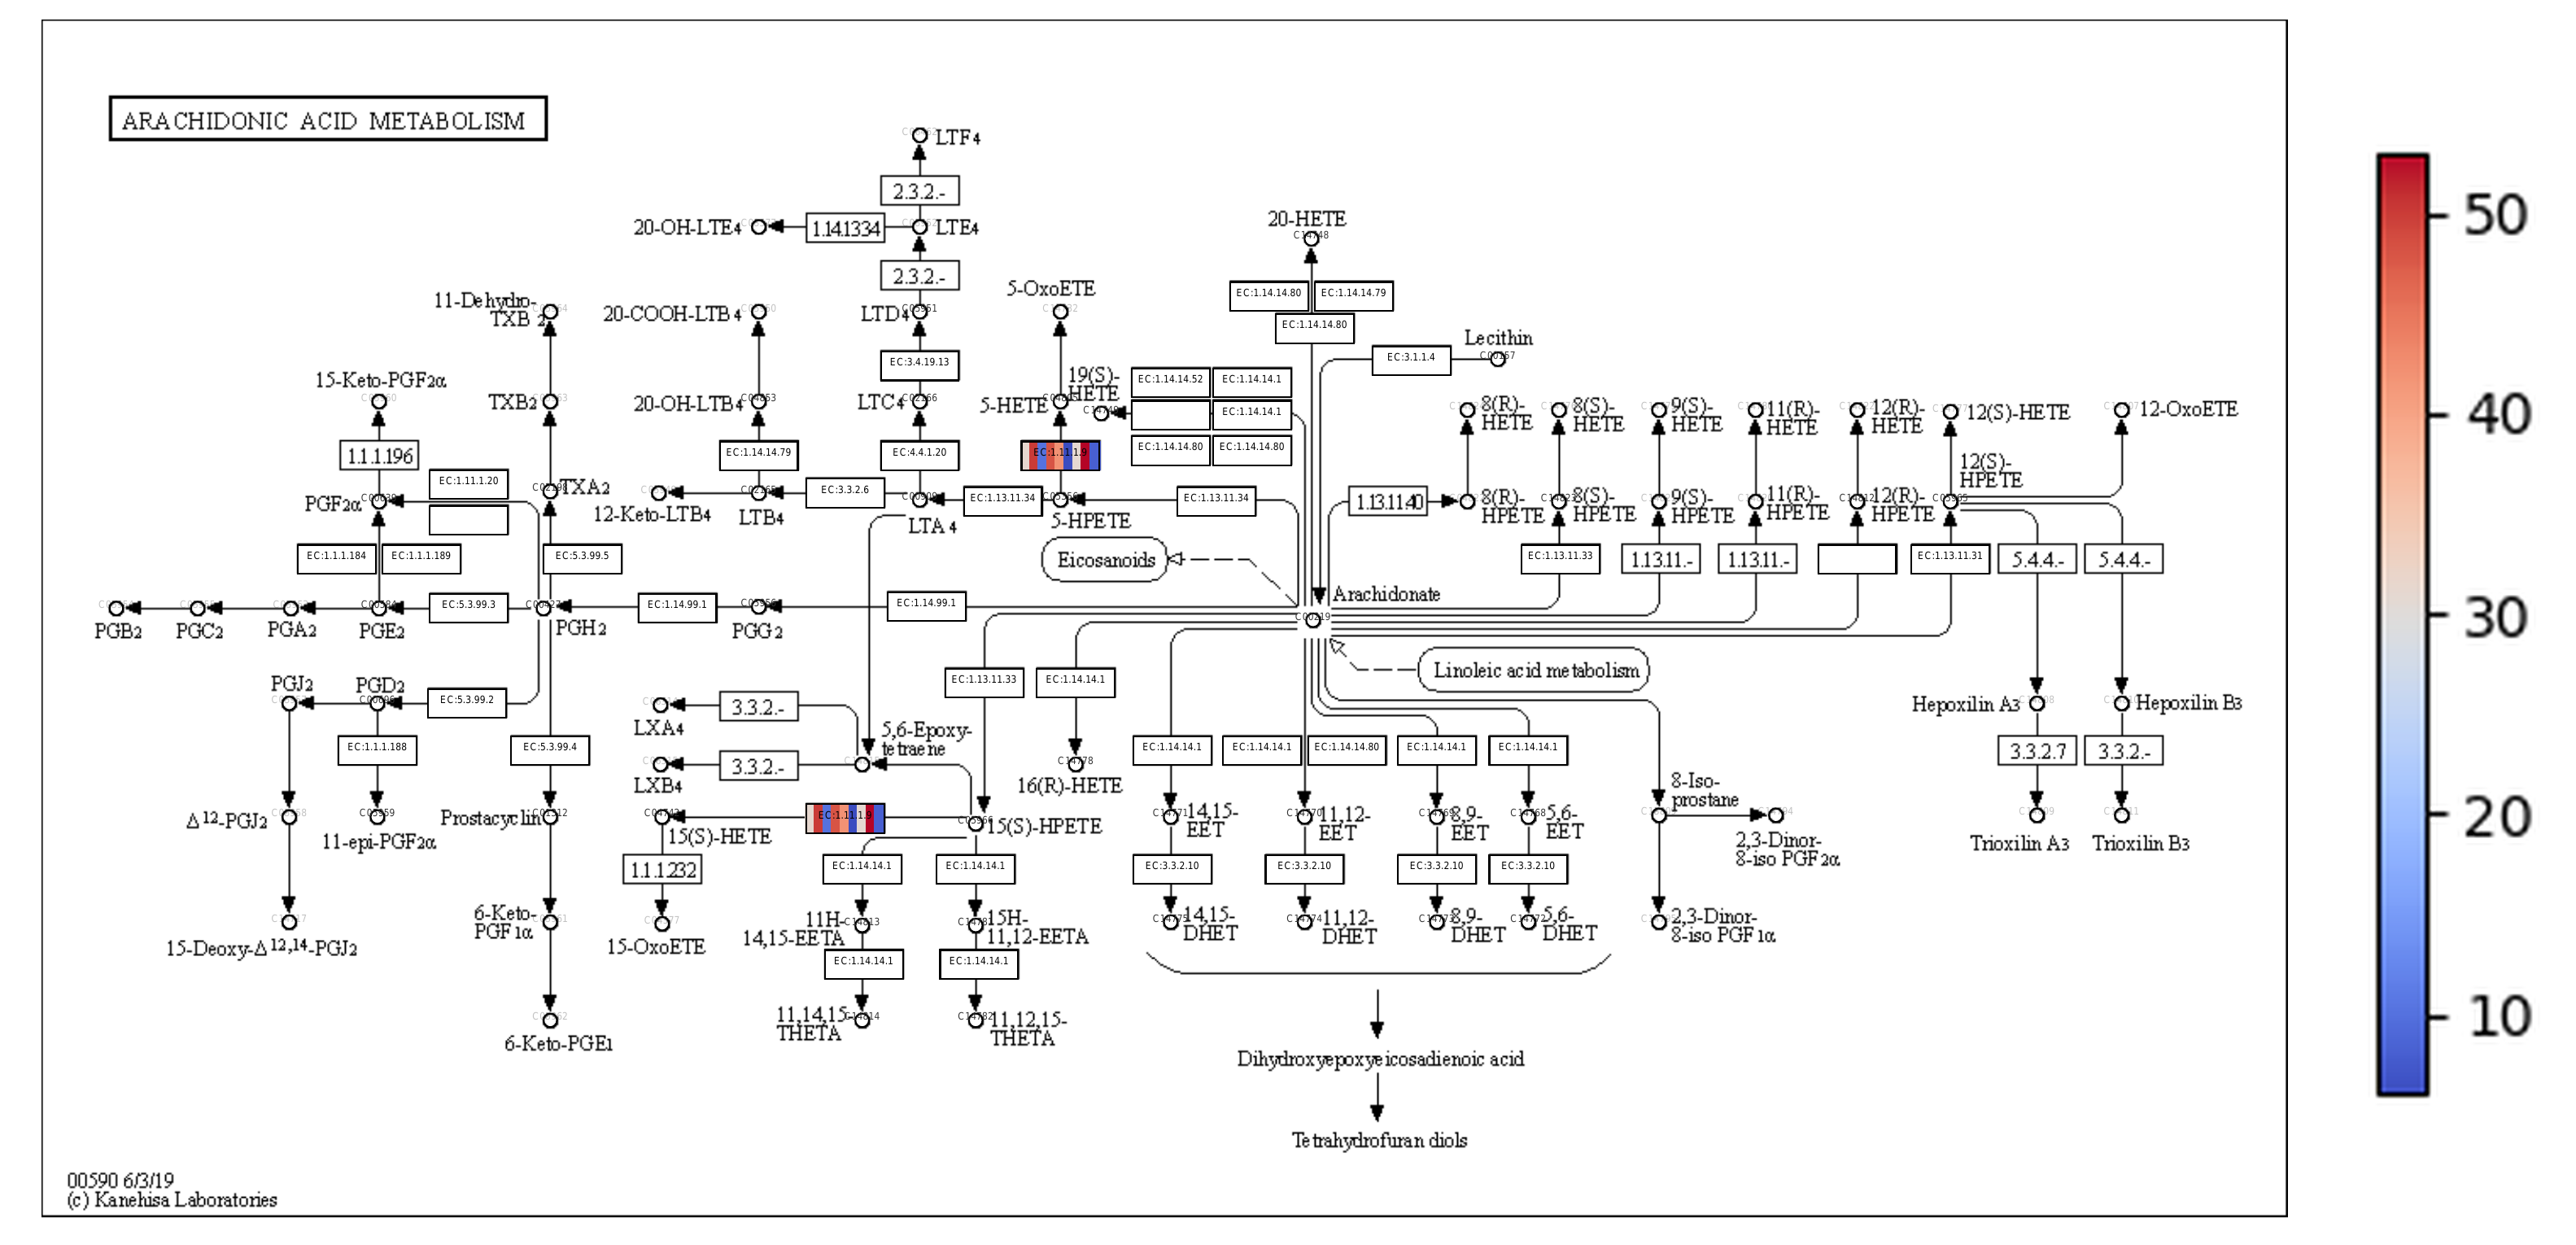 ARACHIDONIC ACID METABOLISM
LTF4
2.3.2.-
20-OH-LTE4
1.14.1334
LTE4
2.3.2.-
20-HETE
C14748
EC:1.14.14.80
EC:1.14.14.79
EC:1.14.14.80
11-Dehydro-
TXB 2
20-COOH-LTB4
LTD4
5-OxoETE
Lecithin
EC:3.1.1.4
EC:3.4.19.13
15-Keto-PGF2α
TXB2
20-OH-LTB4
LTC4
5-HETE
19(S)-
HETE
EC:1.14.14.52
EC:1.14.14.1
EC:1.14.14.1
EC:1.14.14.80
EC:1.14.14.80
8(R)-
HETE
8(S)-
HETE
9(S)-
HETE
11(R)-
HETE
12(R)-
HETE
12(S)-HETE
12-OxoETE
1.1.1.196
EC:1.14.14.79
EC:4.4.1.20
EC:1.11.1.9
EC:1.11.1.20
PGF2α
TXA2
12-Keto-LTB4
LTB4
EC:3.3.2.6
LTA 4
EC:1.13.11.34
5-HPETE
EC:1.13.11.34
1.13.1140
8(R)-
HPETE
8(S)-
HPETE
9(S)-
HPETE
11(R)-
HPETE
12(R)-
HPETE
12(S)-
HPETE
EC:1.1.1.184
EC:1.1.1.189
EC:5.3.99.5
Eicosanoids
EC:1.13.11.33
1.13.11.-
1.13.11.-
EC:1.13.11.31
5.4.4.-
5.4.4.-
Arachidonate
PGB2
PGC2
PGA2
PGE2
EC:5.3.99.3
PGH2
EC:1.14.99.1
PGG2
EC:1.14.99.1
Linoleic acid metabolism
PGJ2
PGD2
EC:5.3.99.2
EC:1.13.11.33
EC:1.14.14.1
LXA4
3.3.2.-
5,6-Epoxy-
tetraene
Hepoxilin A3
Hepoxilin B3
EC:1.1.1.188
EC:5.3.99.4
LXB4
3.3.2.-
16(R)-HETE
EC:1.14.14.1
EC:1.14.14.1
EC:1.14.14.80
EC:1.14.14.1
EC:1.14.14.1
3.3.2.7
3.3.2.-
Δ12-PGJ2
11-epi-PGF2α
Prostacyclin
15(S)-HETE
EC:1.11.1.9
15(S)-HPETE
14,15-
EET
11,12-
EET
8,9-
EET
5,6-
EET
8-Iso-
prostane
2,3-Dinor-
8-iso PGF2α
Trioxilin A3
Trioxilin B3
1.1.1.232
EC:1.14.14.1
EC:1.14.14.1
EC:3.3.2.10
EC:3.3.2.10
EC:3.3.2.10
EC:3.3.2.10
15-Deoxy-Δ12,14-PGJ2
6-Keto-
PGF1α
15-OxoETE
11H-
14,15-EETA
15H-
11,12-EETA
14,15-
DHET
11,12-
DHET
8,9-
DHET
5,6-
DHET
2,3-Dinor-
8-iso PGF1α
EC:1.14.14.1
EC:1.14.14.1
6-Keto-PGE1
11,14,15-
THETA
11,12,15-
THETA
Dihydroxyepoxyeicosadienoic acid
Tetrahydrofuran diols
00590 6/3/19
(c) Kanehisa Laboratories
50
40
30
20
10